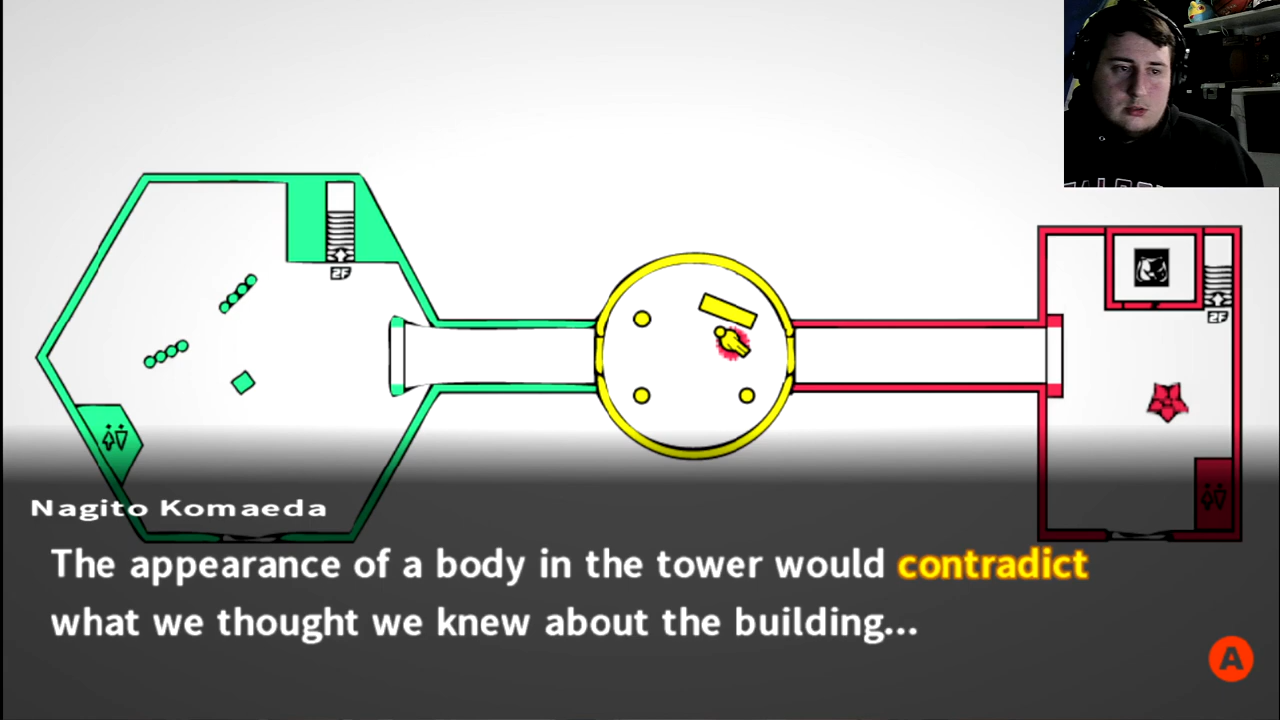 2F
2F
Nagito Komaeda
The appearance of a body in the tower would contradict
what we thought we knew about the building...
A